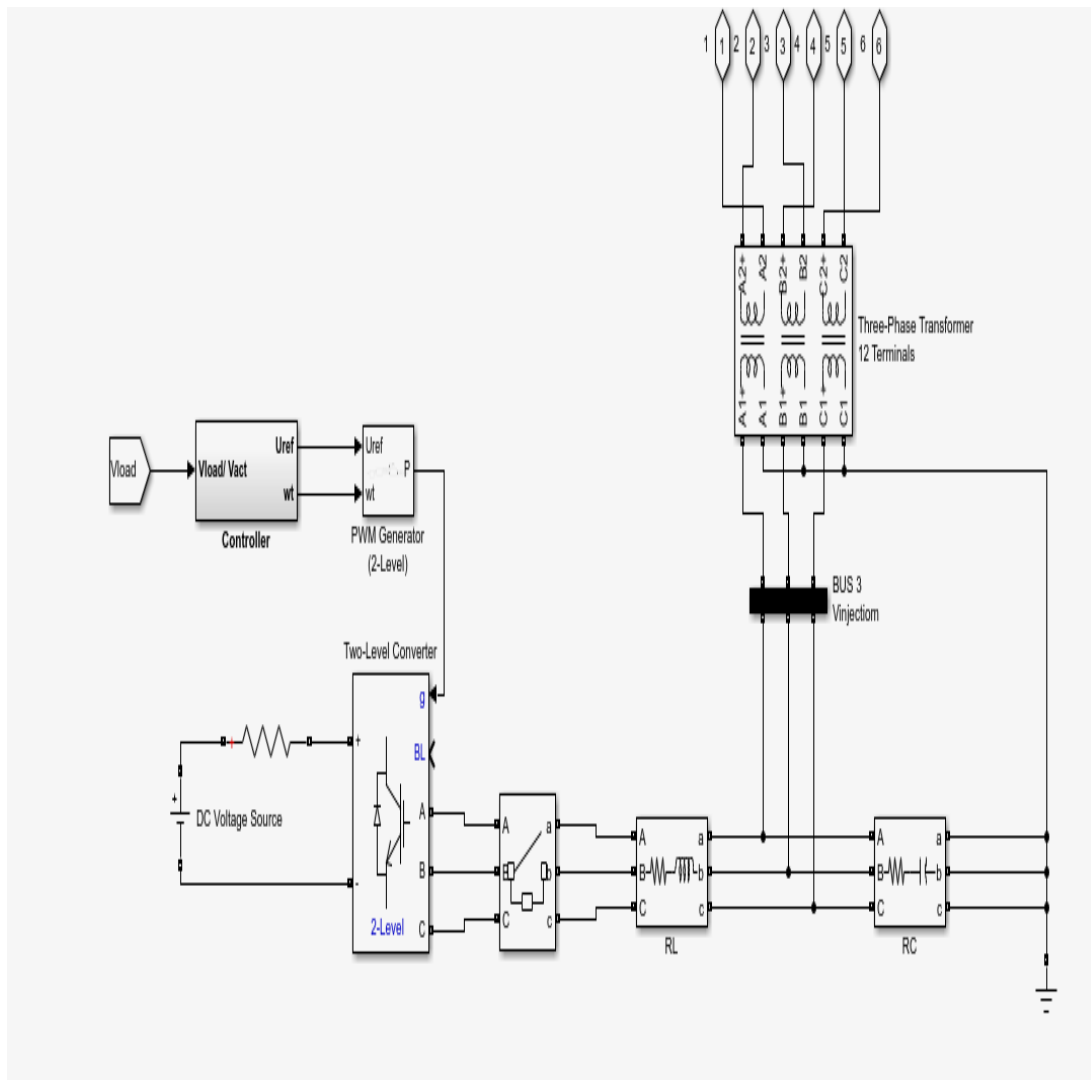 1 2 3 4 5 6
1 2 3 4 5 6
A2+ A2 B2+ B2 C2+ C2
Three-Phase Transformer
12 Terminals
A1+ A1 B1+ B1 C1+ C1
Vload
Vload/ Vact
Uref
wt
Controller
Uref
wt
P
PWM Generator
(2-Level)
BUS 3
Vinjectiom
Two-Level Converter
g
+
BL
+
+
DC Voltage Source
-
A
B
C
2-Level
A a
B b
C c
A a
B b
C c
RL
A a
B b
C c
RC